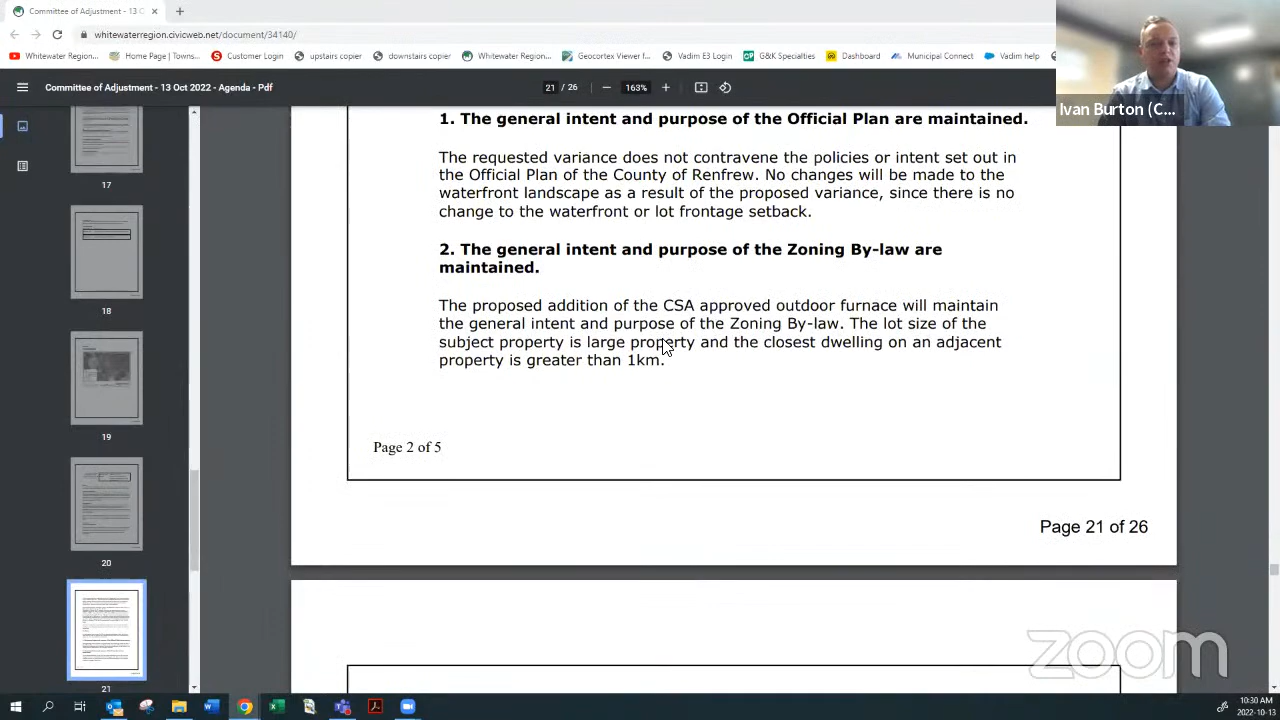 Committee of Adjustment - 13 O
whitewaterregion.civicweb.net/document/34140/
Whitewater Region... Home Page | Towns... Customer Login upstairs copier downstairs copier Whitewater Region... Geocortex Viewer f... Vadim E3 Login G&K Specialties Dashboard Municipal Connect Vadim help
Ivan Burton (C...
Committee of Adjustment - 13 Oct 2022 - Agenda - Pdf
21 / 26
163%
1. The general intent and purpose of the Official Plan are maintained.
The requested variance does not contravene the policies or intent set out in
the Official Plan of the County of Renfrew. No changes will be made to the
waterfront landscape as a result of the proposed variance, since there is no
change to the waterfront or lot frontage setback.
2. The general intent and purpose of the Zoning By-law are
maintained.
The proposed addition of the CSA approved outdoor furnace will maintain
the general intent and purpose of the Zoning By-law. The lot size of the
subject property is large property and the closest dwelling on an adjacent
property is greater than 1km.
Page 2 of 5
Page 21 of 26
17
18
19
20
21
zoom
10:30 AM
2022-10-13